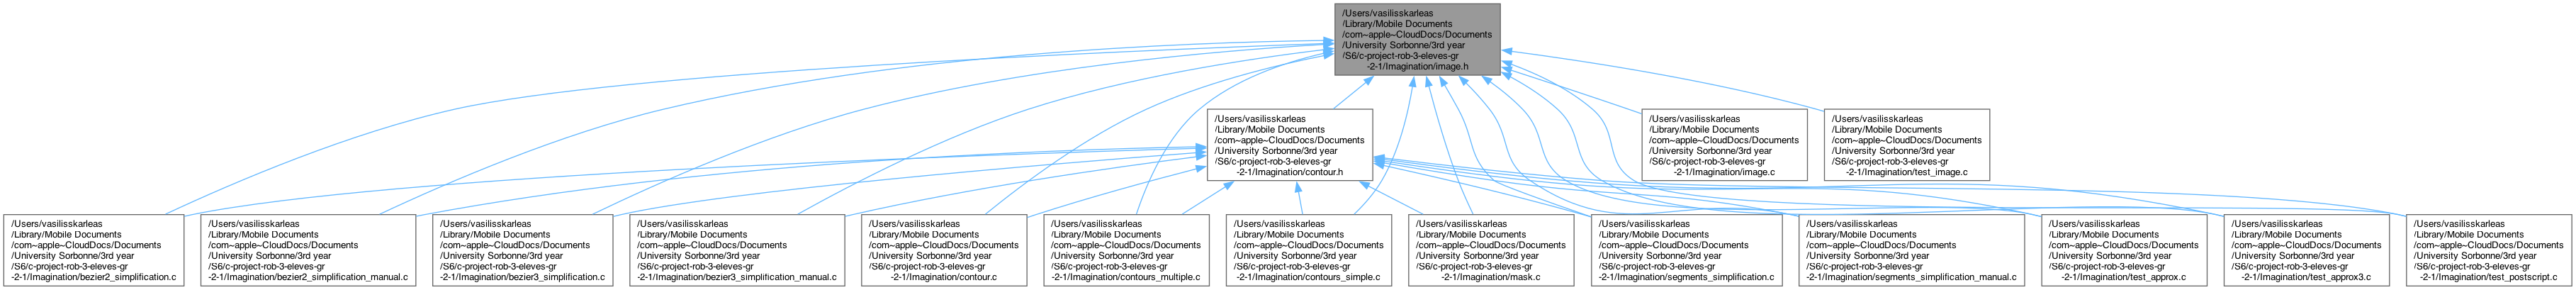 /Users/vasilisskarleas
/Library/Mobile Documents
/com~apple~CloudDocs/Documents
/University Sorbonne/3rd year
/S6/c-project-rob-3-eleves-gr
-2-1/Imagination/image.h
/Users/vasilisskarleas
/Library/Mobile Documents
/com~apple~CloudDocs/Documents
/University Sorbonne/3rd year
/S6/c-project-rob-3-eleves-gr
-2-1/Imagination/contour.h
/Users/vasilisskarleas
/Library/Mobile Documents
/com~apple~CloudDocs/Documents
/University Sorbonne/3rd year
/S6/c-project-rob-3-eleves-gr
-2-1/Imagination/image.c
/Users/vasilisskarleas
/Library/Mobile Documents
/com~apple~CloudDocs/Documents
/University Sorbonne/3rd year
/S6/c-project-rob-3-eleves-gr
-2-1/Imagination/test_image.c
/Users/vasilisskarleas
/Library/Mobile Documents
/com~apple~CloudDocs/Documents
/University Sorbonne/3rd year
/S6/c-project-rob-3-eleves-gr
-2-1/Imagination/bezier2_simplification.c
/Users/vasilisskarleas
/Library/Mobile Documents
/com~apple~CloudDocs/Documents
/University Sorbonne/3rd year
/S6/c-project-rob-3-eleves-gr
-2-1/Imagination/bezier2_simplification_manual.c
/Users/vasilisskarleas
/Library/Mobile Documents
/com~apple~CloudDocs/Documents
/University Sorbonne/3rd year
/S6/c-project-rob-3-eleves-gr
-2-1/Imagination/bezier3_simplification.c
/Users/vasilisskarleas
/Library/Mobile Documents
/com~apple~CloudDocs/Documents
/University Sorbonne/3rd year
/S6/c-project-rob-3-eleves-gr
-2-1/Imagination/bezier3_simplification_manual.c
/Users/vasilisskarleas
/Library/Mobile Documents
/com~apple~CloudDocs/Documents
/University Sorbonne/3rd year
/S6/c-project-rob-3-eleves-gr
-2-1/Imagination/contour.c
/Users/vasilisskarleas
/Library/Mobile Documents
/com~apple~CloudDocs/Documents
/University Sorbonne/3rd year
/S6/c-project-rob-3-eleves-gr
-2-1/Imagination/contours_multiple.c
/Users/vasilisskarleas
/Library/Mobile Documents
/com~apple~CloudDocs/Documents
/University Sorbonne/3rd year
/S6/c-project-rob-3-eleves-gr
-2-1/Imagination/contours_simple.c
/Users/vasilisskarleas
/Library/Mobile Documents
/com~apple~CloudDocs/Documents
/University Sorbonne/3rd year
/S6/c-project-rob-3-eleves-gr
-2-1/Imagination/mask.c
/Users/vasilisskarleas
/Library/Mobile Documents
/com~apple~CloudDocs/Documents
/University Sorbonne/3rd year
/S6/c-project-rob-3-eleves-gr
-2-1/Imagination/segments_simplification.c
/Users/vasilisskarleas
/Library/Mobile Documents
/com~apple~CloudDocs/Documents
/University Sorbonne/3rd year
/S6/c-project-rob-3-eleves-gr
-2-1/Imagination/segments_simplification_manual.c
/Users/vasilisskarleas
/Library/Mobile Documents
/com~apple~CloudDocs/Documents
/University Sorbonne/3rd year
/S6/c-project-rob-3-eleves-gr
-2-1/Imagination/test_approx.c
/Users/vasilisskarleas
/Library/Mobile Documents
/com~apple~CloudDocs/Documents
/University Sorbonne/3rd year
/S6/c-project-rob-3-eleves-gr
-2-1/Imagination/test_approx3.c
/Users/vasilisskarleas
/Library/Mobile Documents
/com~apple~CloudDocs/Documents
/University Sorbonne/3rd year
/S6/c-project-rob-3-eleves-gr
-2-1/Imagination/test_postscript.c